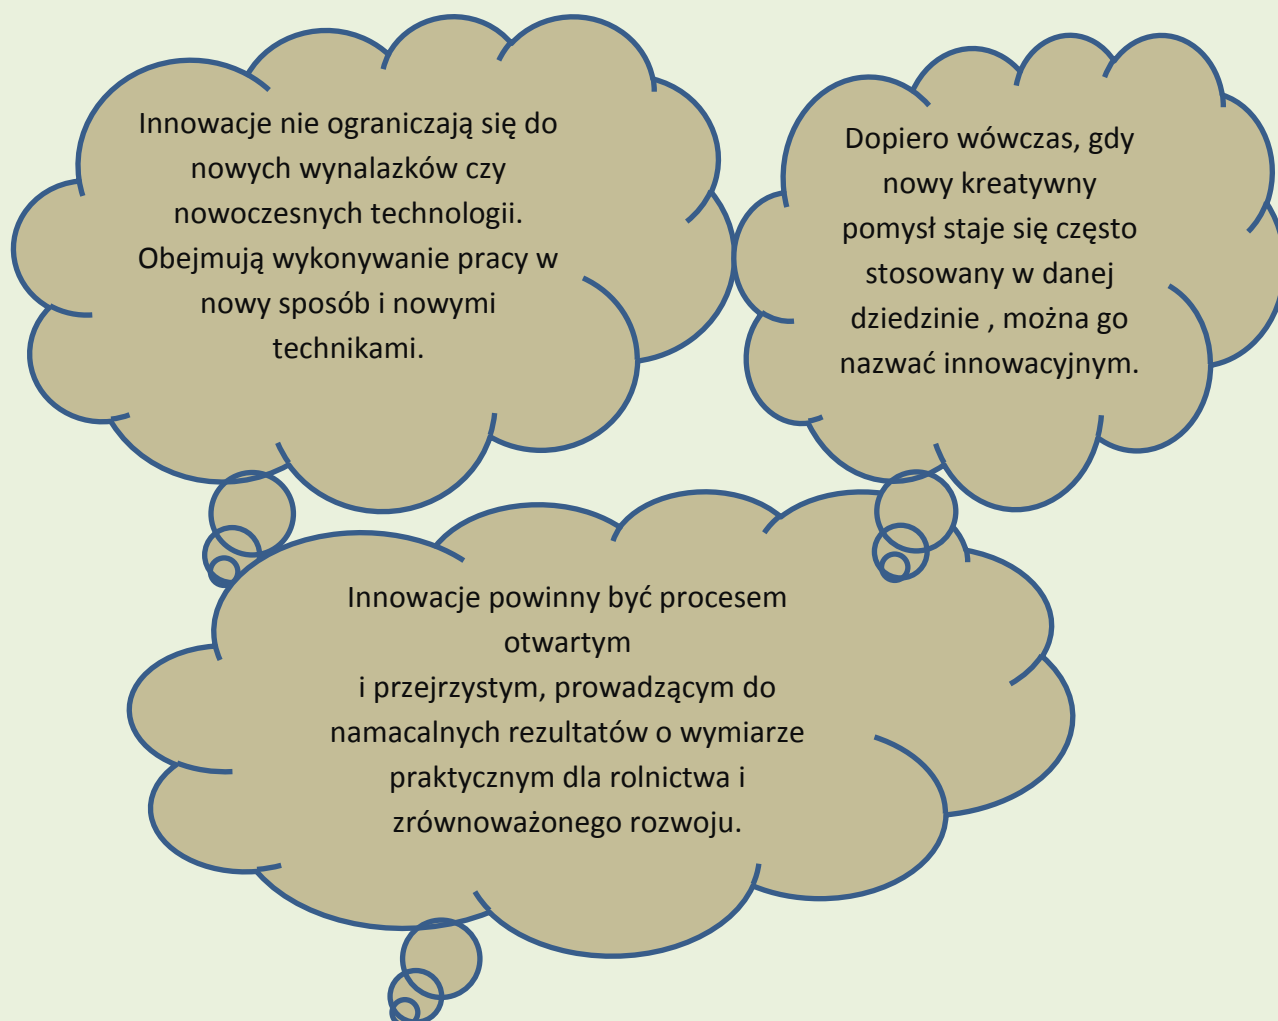 Innowacje nie ograniczają się do
nowych wynalazków czy
nowoczesnych technologii.
Obejmują wykonywanie pracy w
nowy sposób i nowymi
technikami.
Dopiero wówczas, gdy
nowy kreatywny
pomysł staje się często
stosowany w danej
dziedzinie , można go
nazwać innowacyjnym.
Innowacje powinny być procesem
otwartym
i przejrzystym, prowadzącym do
namacalnych rezultatów o wymiarze
praktycznym dla rolnictwa i
zrównoważonego rozwoju.